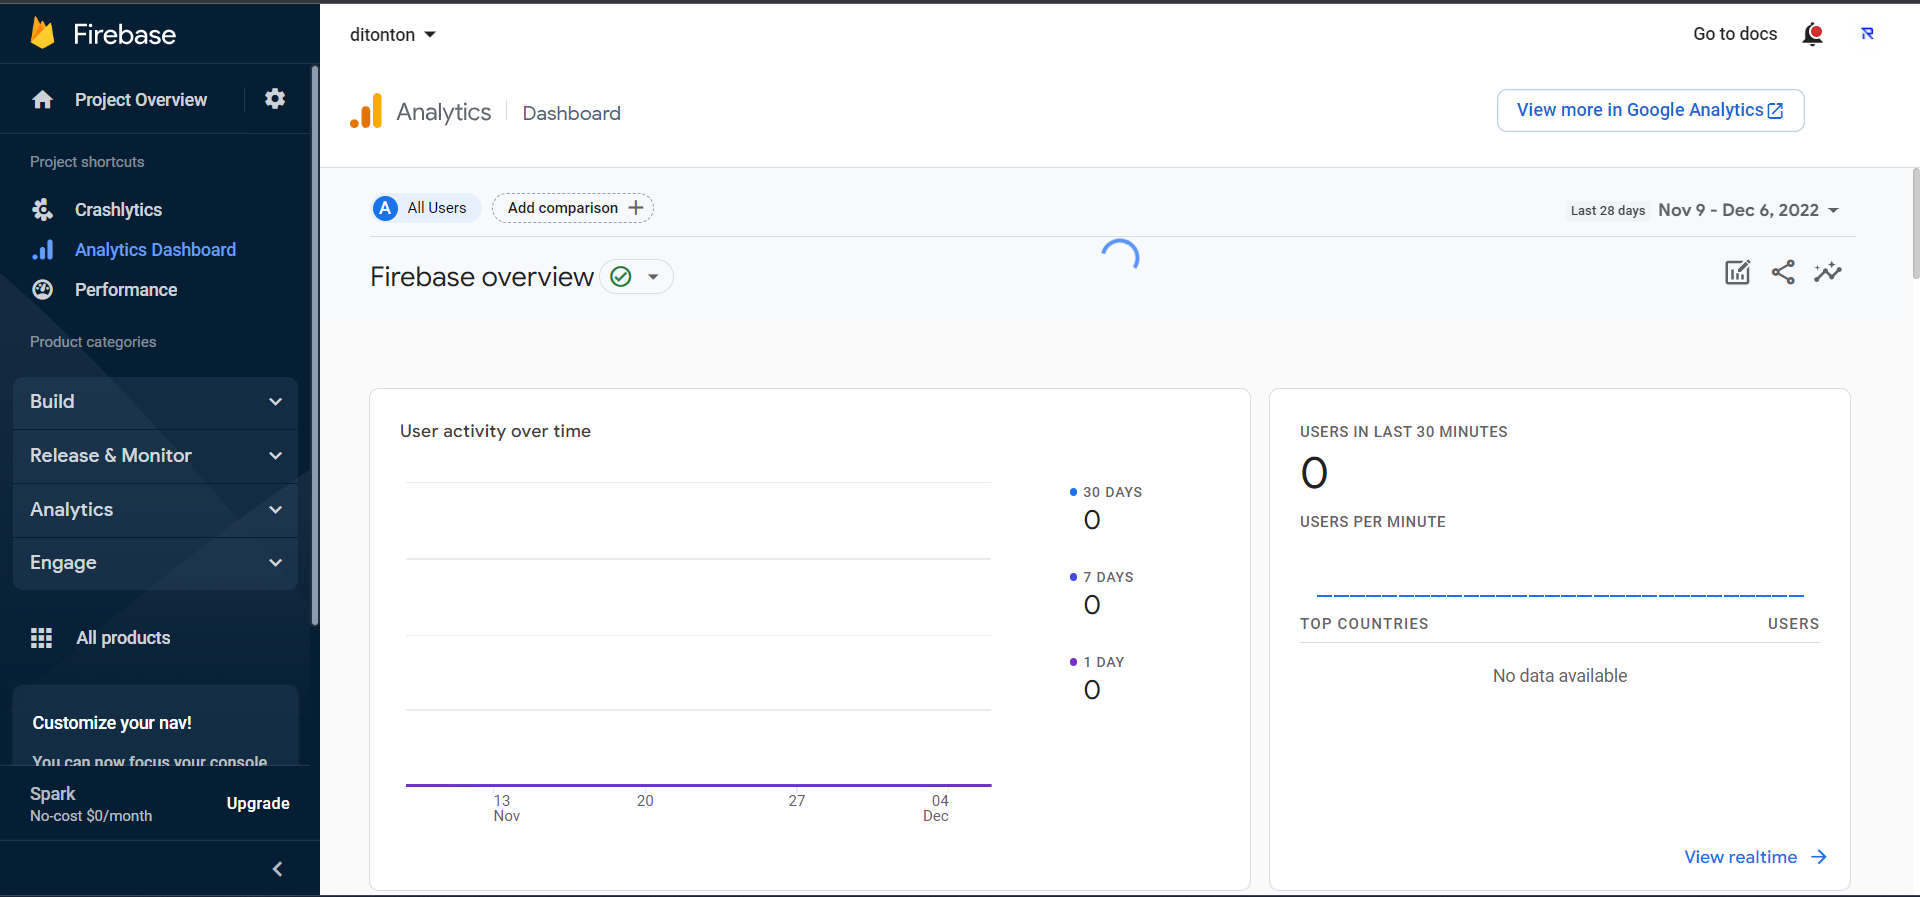 Firebase
Project Overview
Project shortcuts
Crashlytics
Analytics Dashboard
Performance
Product categories
Build
Release & Monitor
Analytics
Engage
All products
Customize your nav!
You can now focus your console
Spark
No-cost $0/month
Upgrade
ditonton
Go to docs
R
Analytics
Dashboard
View more in Google Analytics
A All Users
Add comparison
Last 28 days Nov 9 - Dec 6, 2022
Firebase overview
User activity over time
30 DAYS
0
7 DAYS
0
1 DAY
0
13 20 27 04
Nov Dec
USERS IN LAST 30 MINUTES
0
USERS PER MINUTE
TOP COUNTRIES USERS
No data available
View realtime